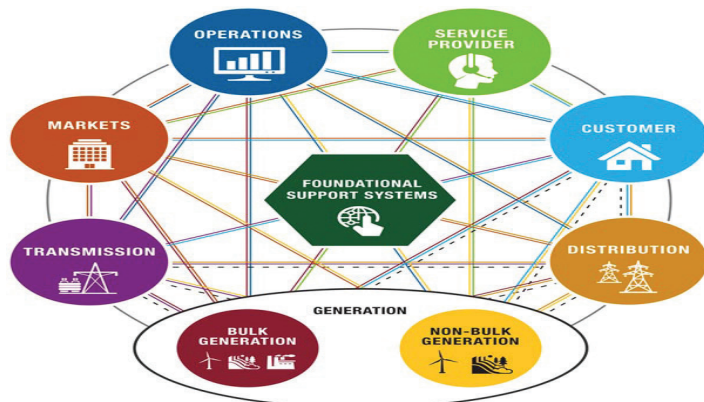 OPERATIONS
SERVICE
PROVIDER
MARKETS
CUSTOMER
FOUNDATIONAL
SUPPORT SYSTEMS
TRANSMISSION
DISTRIBUTION
GENERATION
BULK
GENERATION
NON-BULK
GENERATION